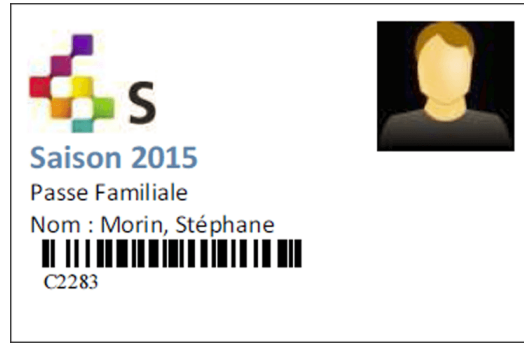 S
Saison 2015
Passe Familiale
Nom : Morin, Stéphane
C2283